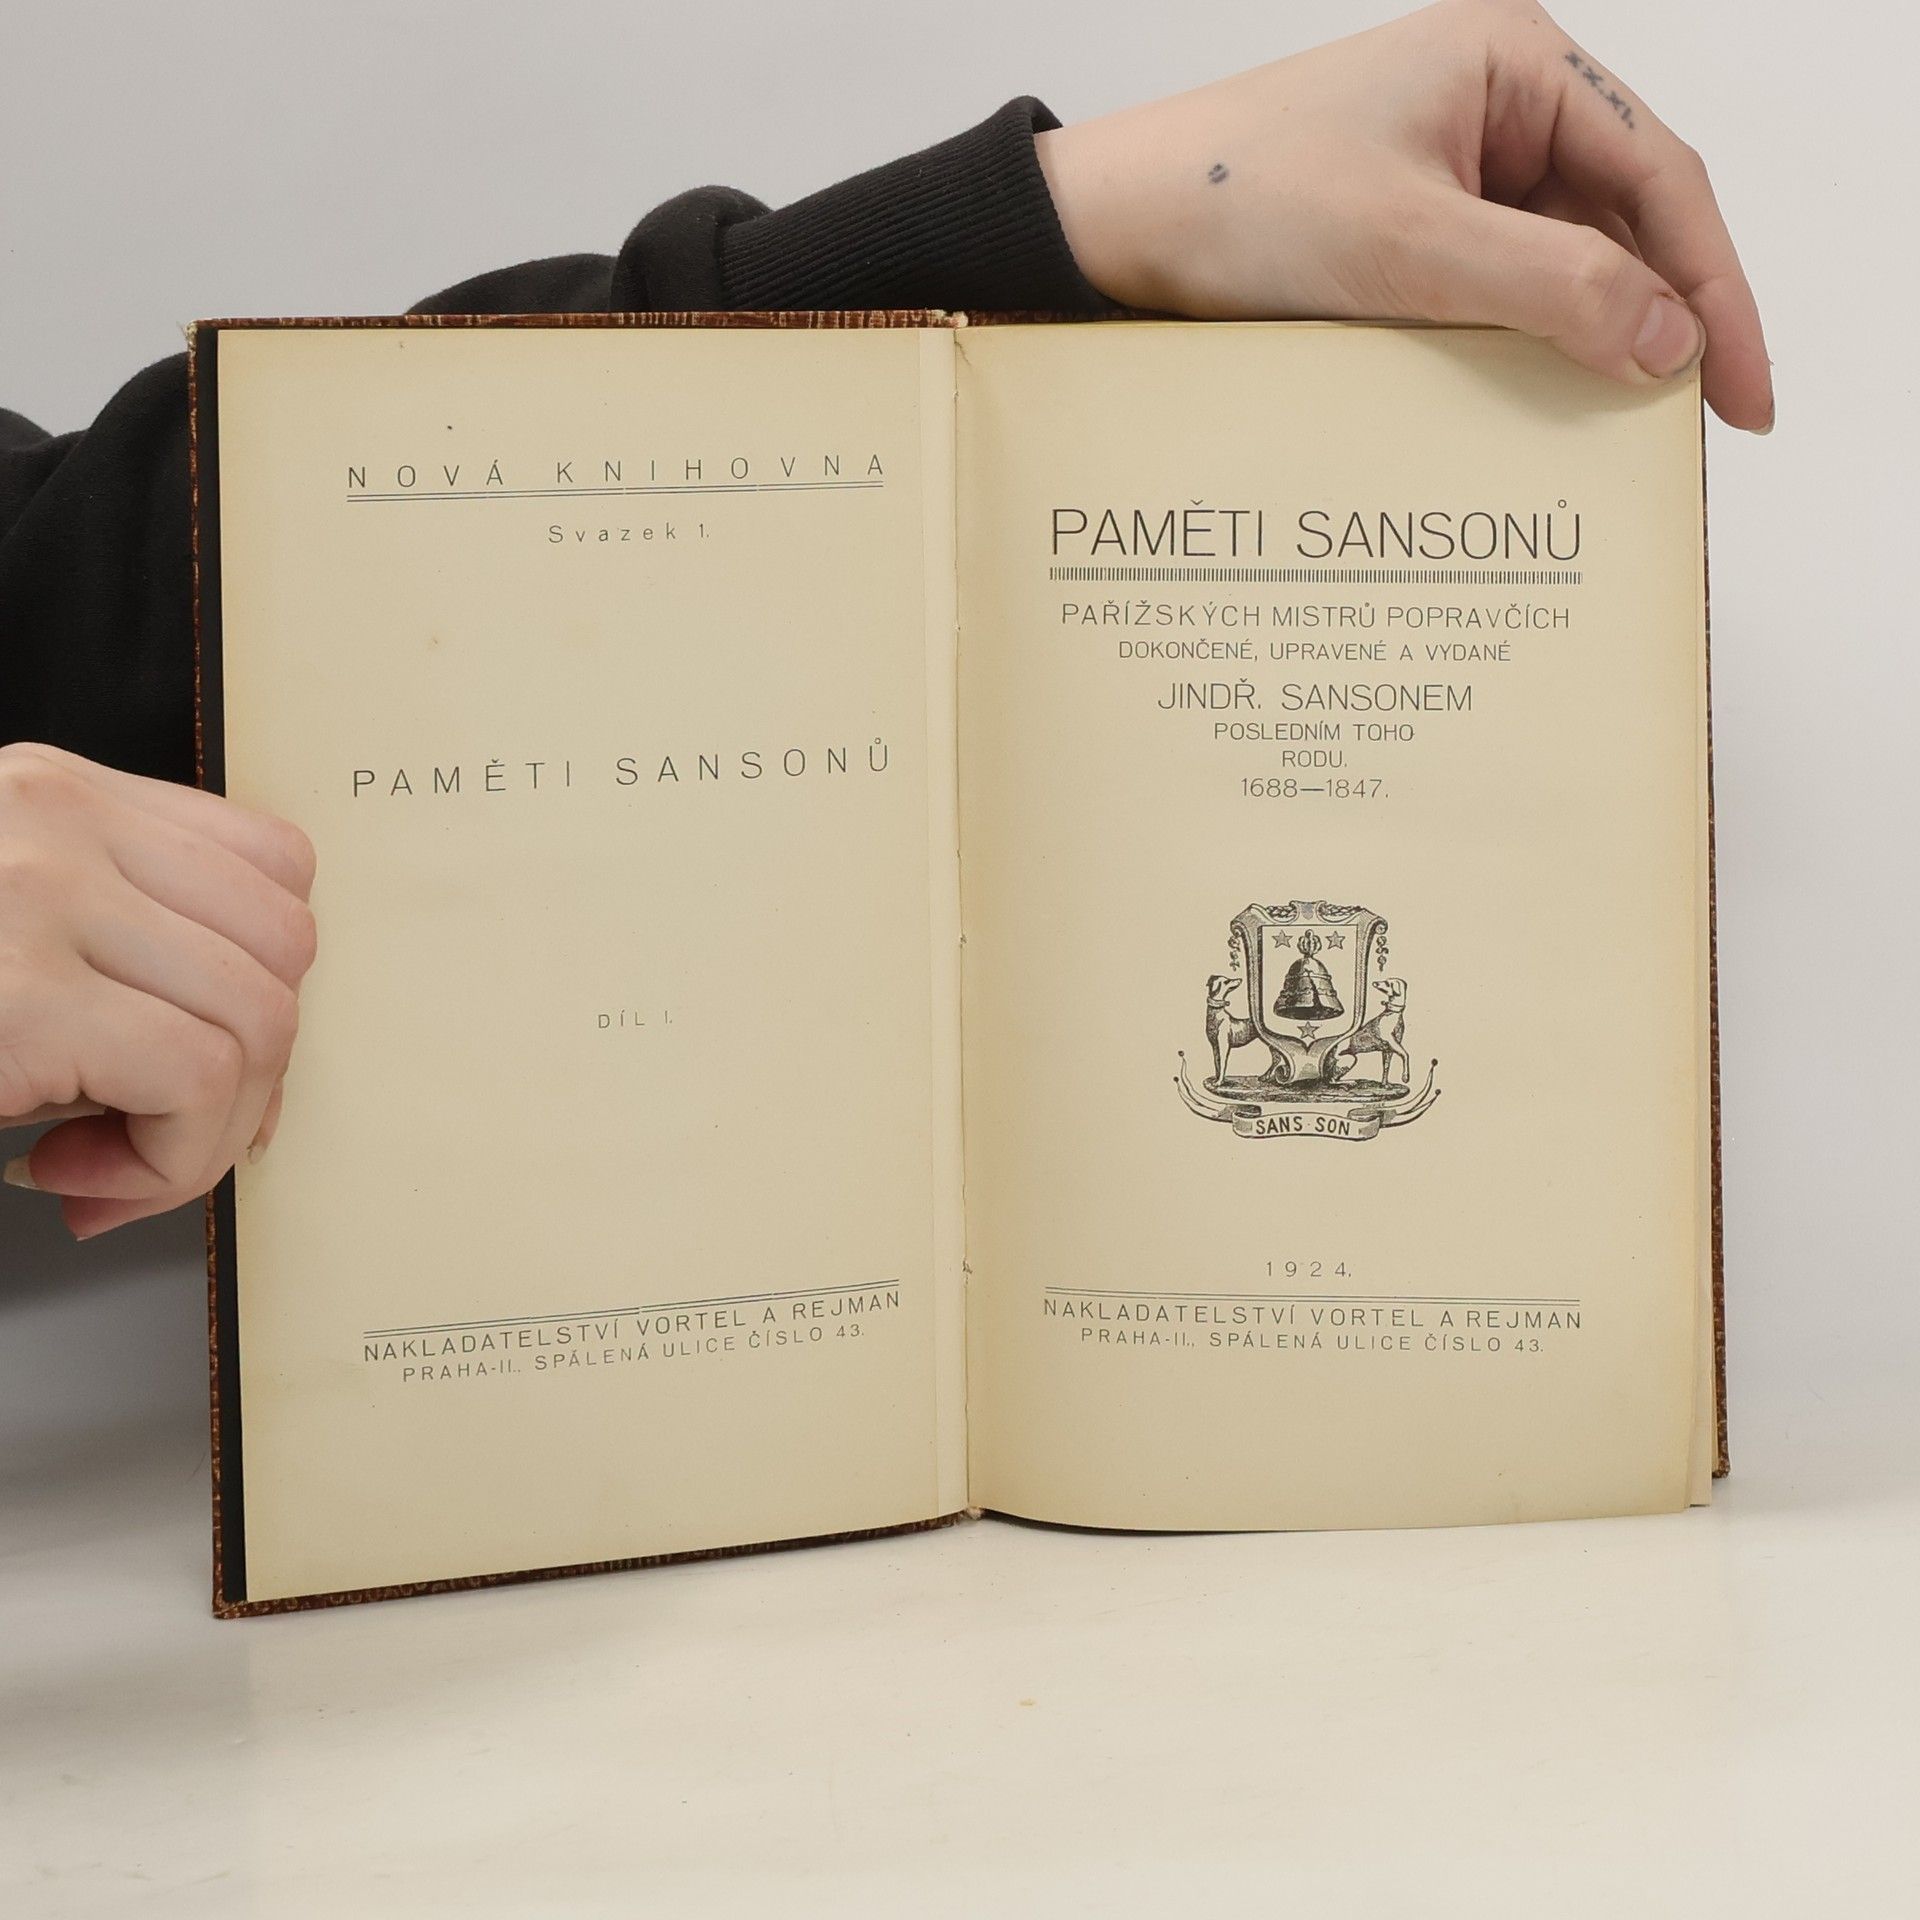 NOVÁ KNIHOVNA
Svazek 1.
PAMĚTI SANSONŮ
DÍL I.
NAKLADATELSTVÍ VORTEL A REJMAN
PRAHA-II., SPÁLENÁ ULICE ČÍSLO 43.
PAMĚTI SANSONŮ
PAŘÍŽSKÝCH MISTRŮ POPRAVČÍCH
DOKONČENÉ, UPRAVENÉ A VYDANÉ
JINDŘ. SANSONEM
POSLEDNÍM TOHO
RODU.
1688—1847.
SANS SON
1924.
NAKLADATELSTVÍ VORTEL A REJMAN
PRAHA-II., SPÁLENÁ ULICE ČÍSLO 43.
XX.XI.